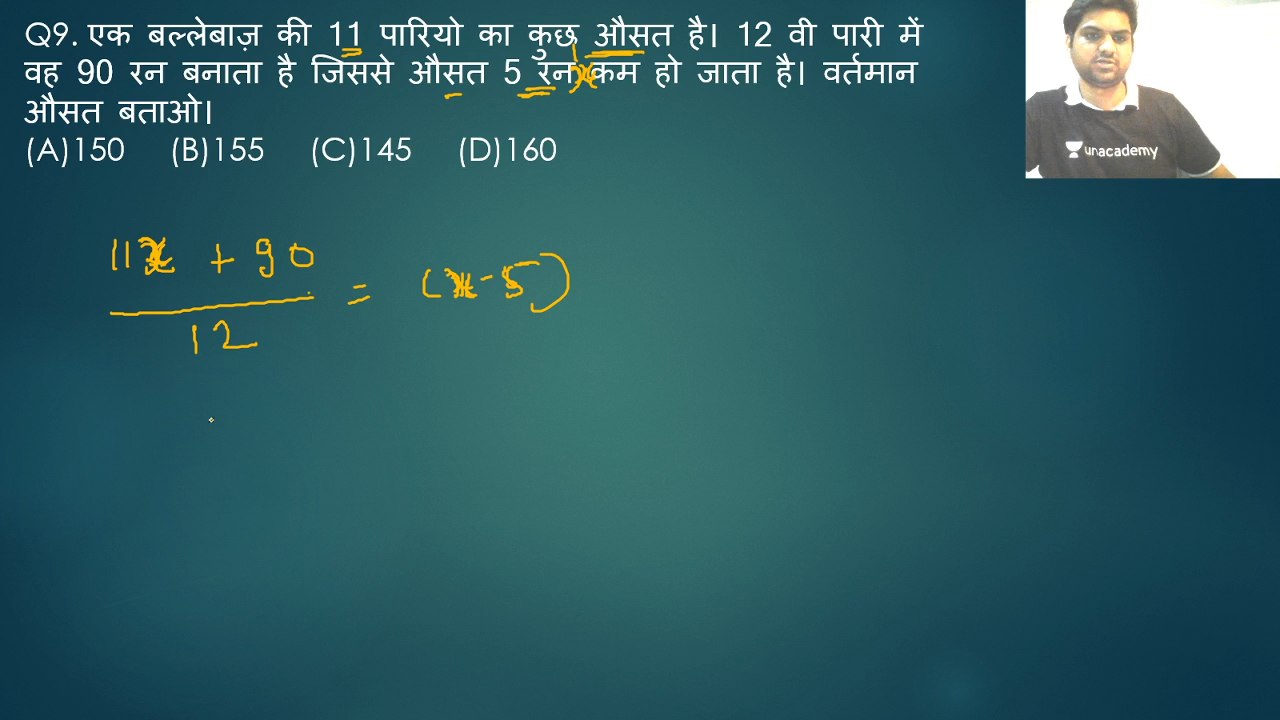 Q9. एक बल्लेबाज़ की 11 पारियो का कुछ औसत है। 12 वी पारी में
वह 90 रन बनाता है जिससे औसत 5 रन कम हो जाता है। वर्तमान
औसत बताओ।
(A)150 (B)155 (C)145 (D)160
x
11x + 90
12
= (x-5)
unacademy